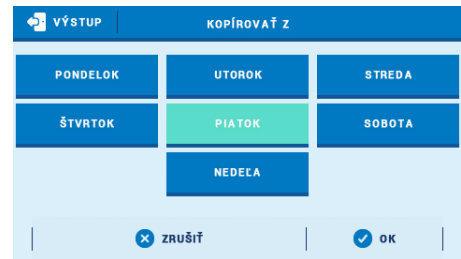 VÝSTUP KOPÍROVAŤ Z
PONDELOK UTOROK STREDA
ŠTVRTOK PIATOK SOBOTA
NEDEĽA
ZRUŠIŤ OK